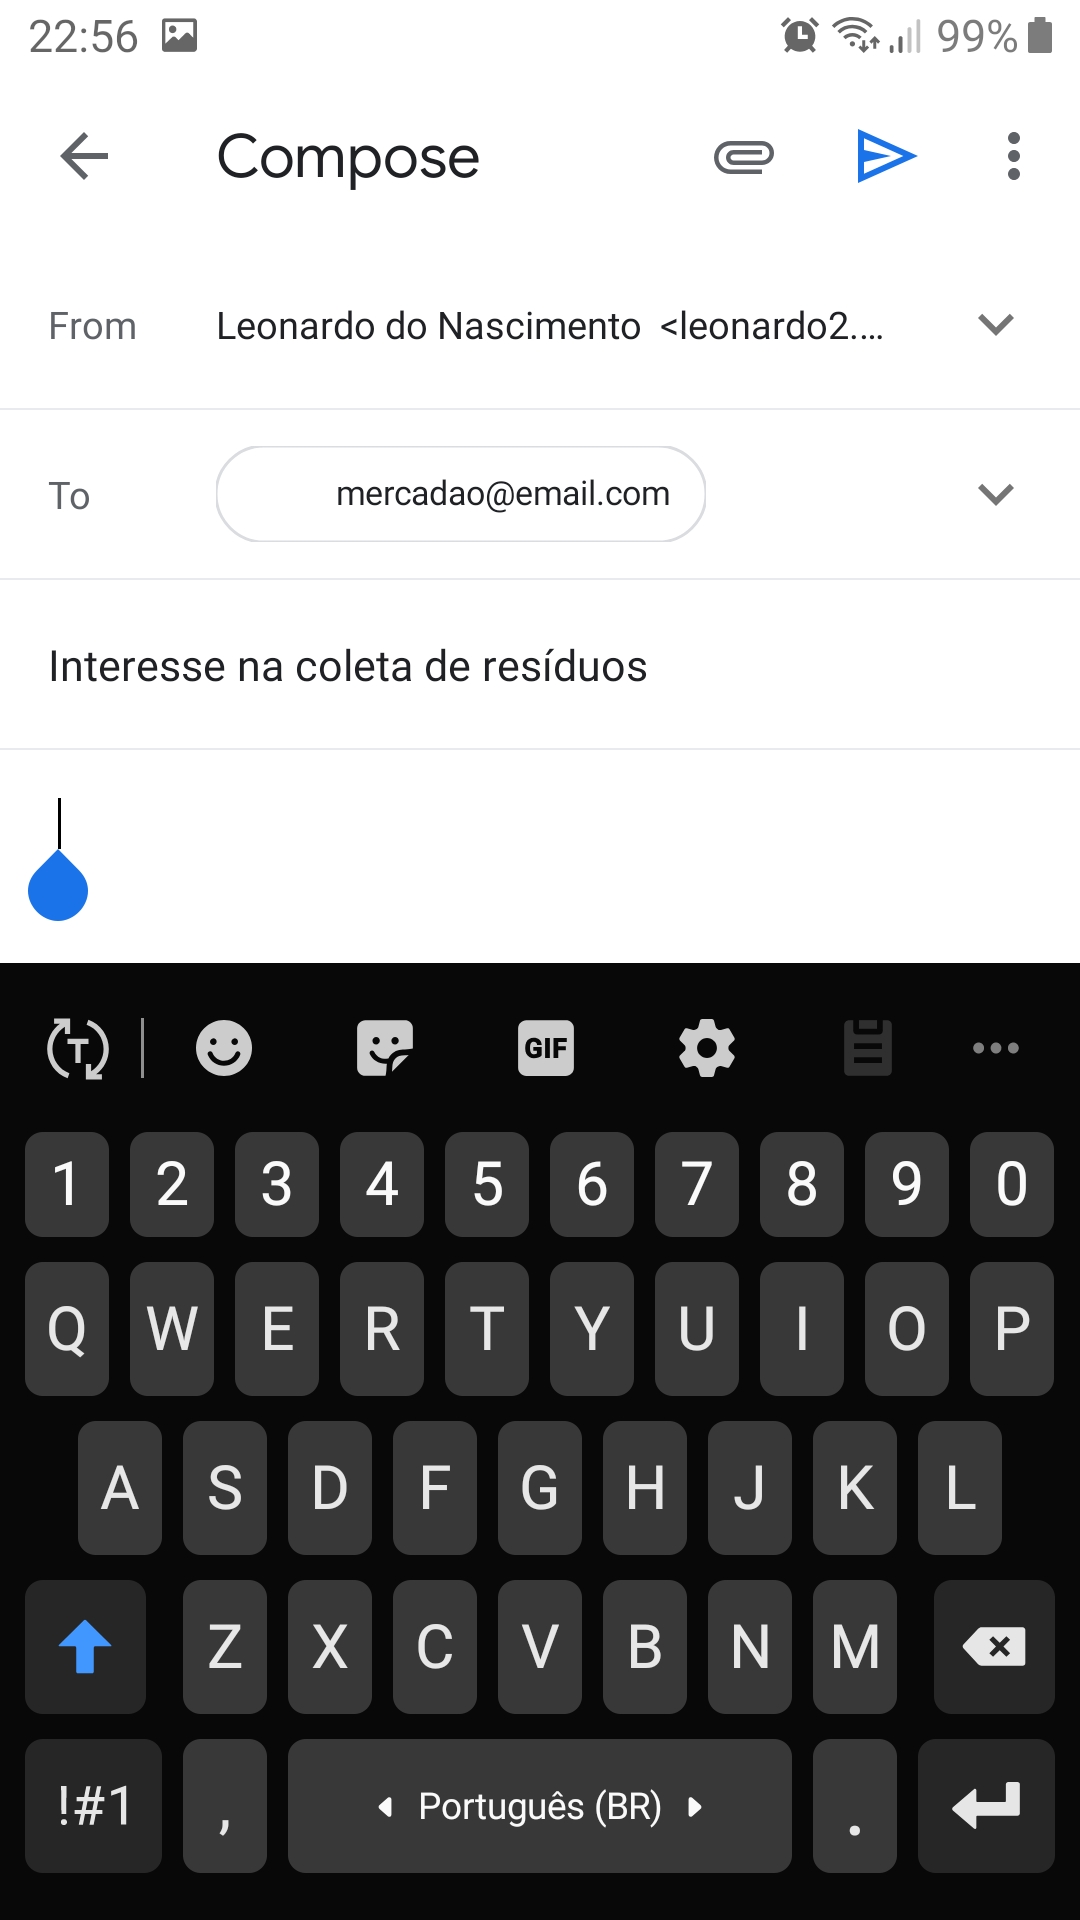 22:56 99%
Compose
From Leonardo do Nascimento <leonardo2.…
To mercadao@email.com
Interesse na coleta de resíduos
T GIF
1 2 3 4 5 6 7 8 9 0
Q W E R T Y U I O P
A S D F G H J K L
Z X C V B N M
!#1 , Português (BR) .